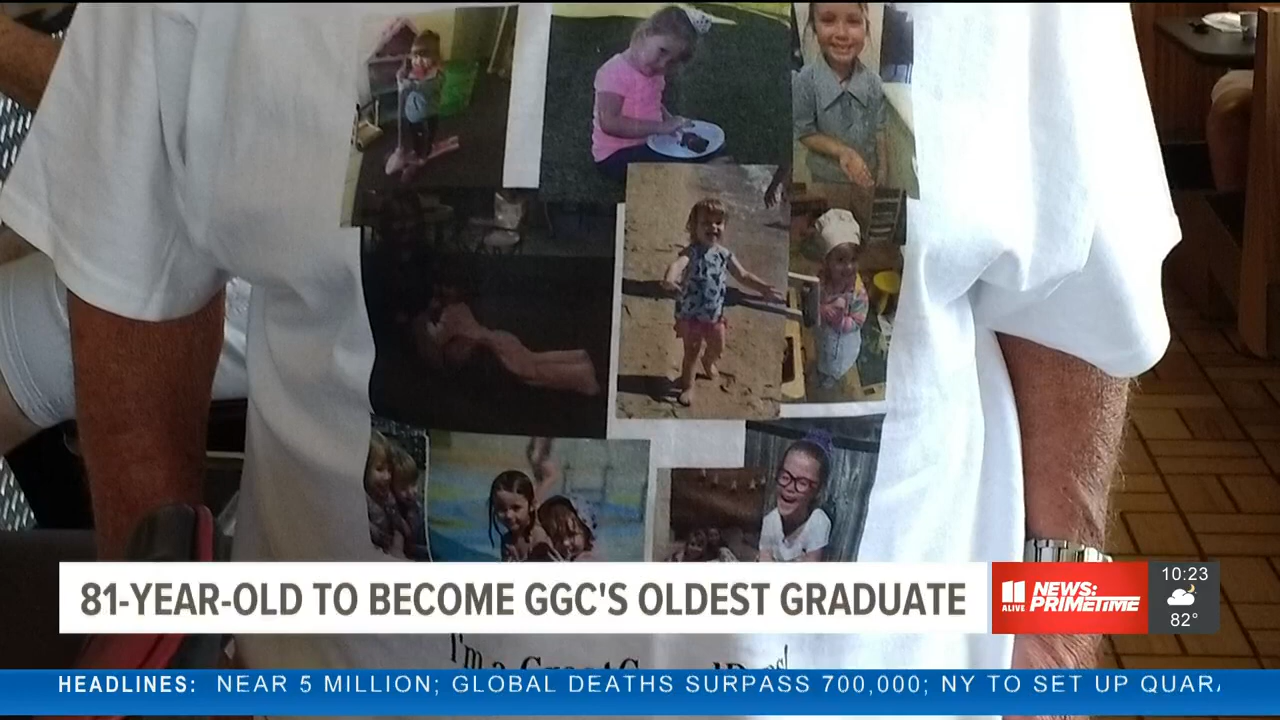 81-YEAR-OLD TO BECOME GGC'S OLDEST GRADUATE
11
ALIVE
NEWS:
PRIMETIME
10:23
82°
I'm a Great
HEADLINES: NEAR 5 MILLION; GLOBAL DEATHS SURPASS 700,000; NY TO SET UP QUAR